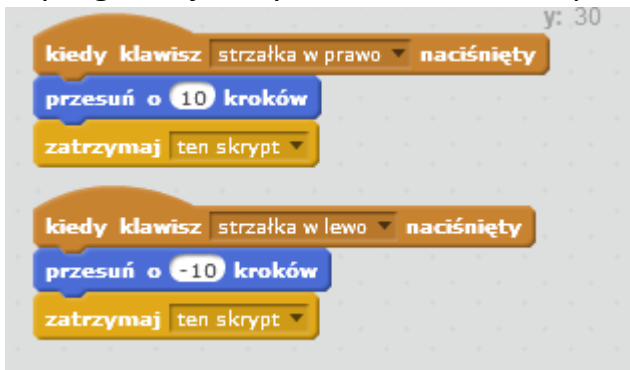 y: 30
kiedy klawisz strzałka w prawo naciśnięty
przesuń o 10 kroków
zatrzymaj ten skrypt
kiedy klawisz strzałka w lewo naciśnięty
przesuń o -10 kroków
zatrzymaj ten skrypt